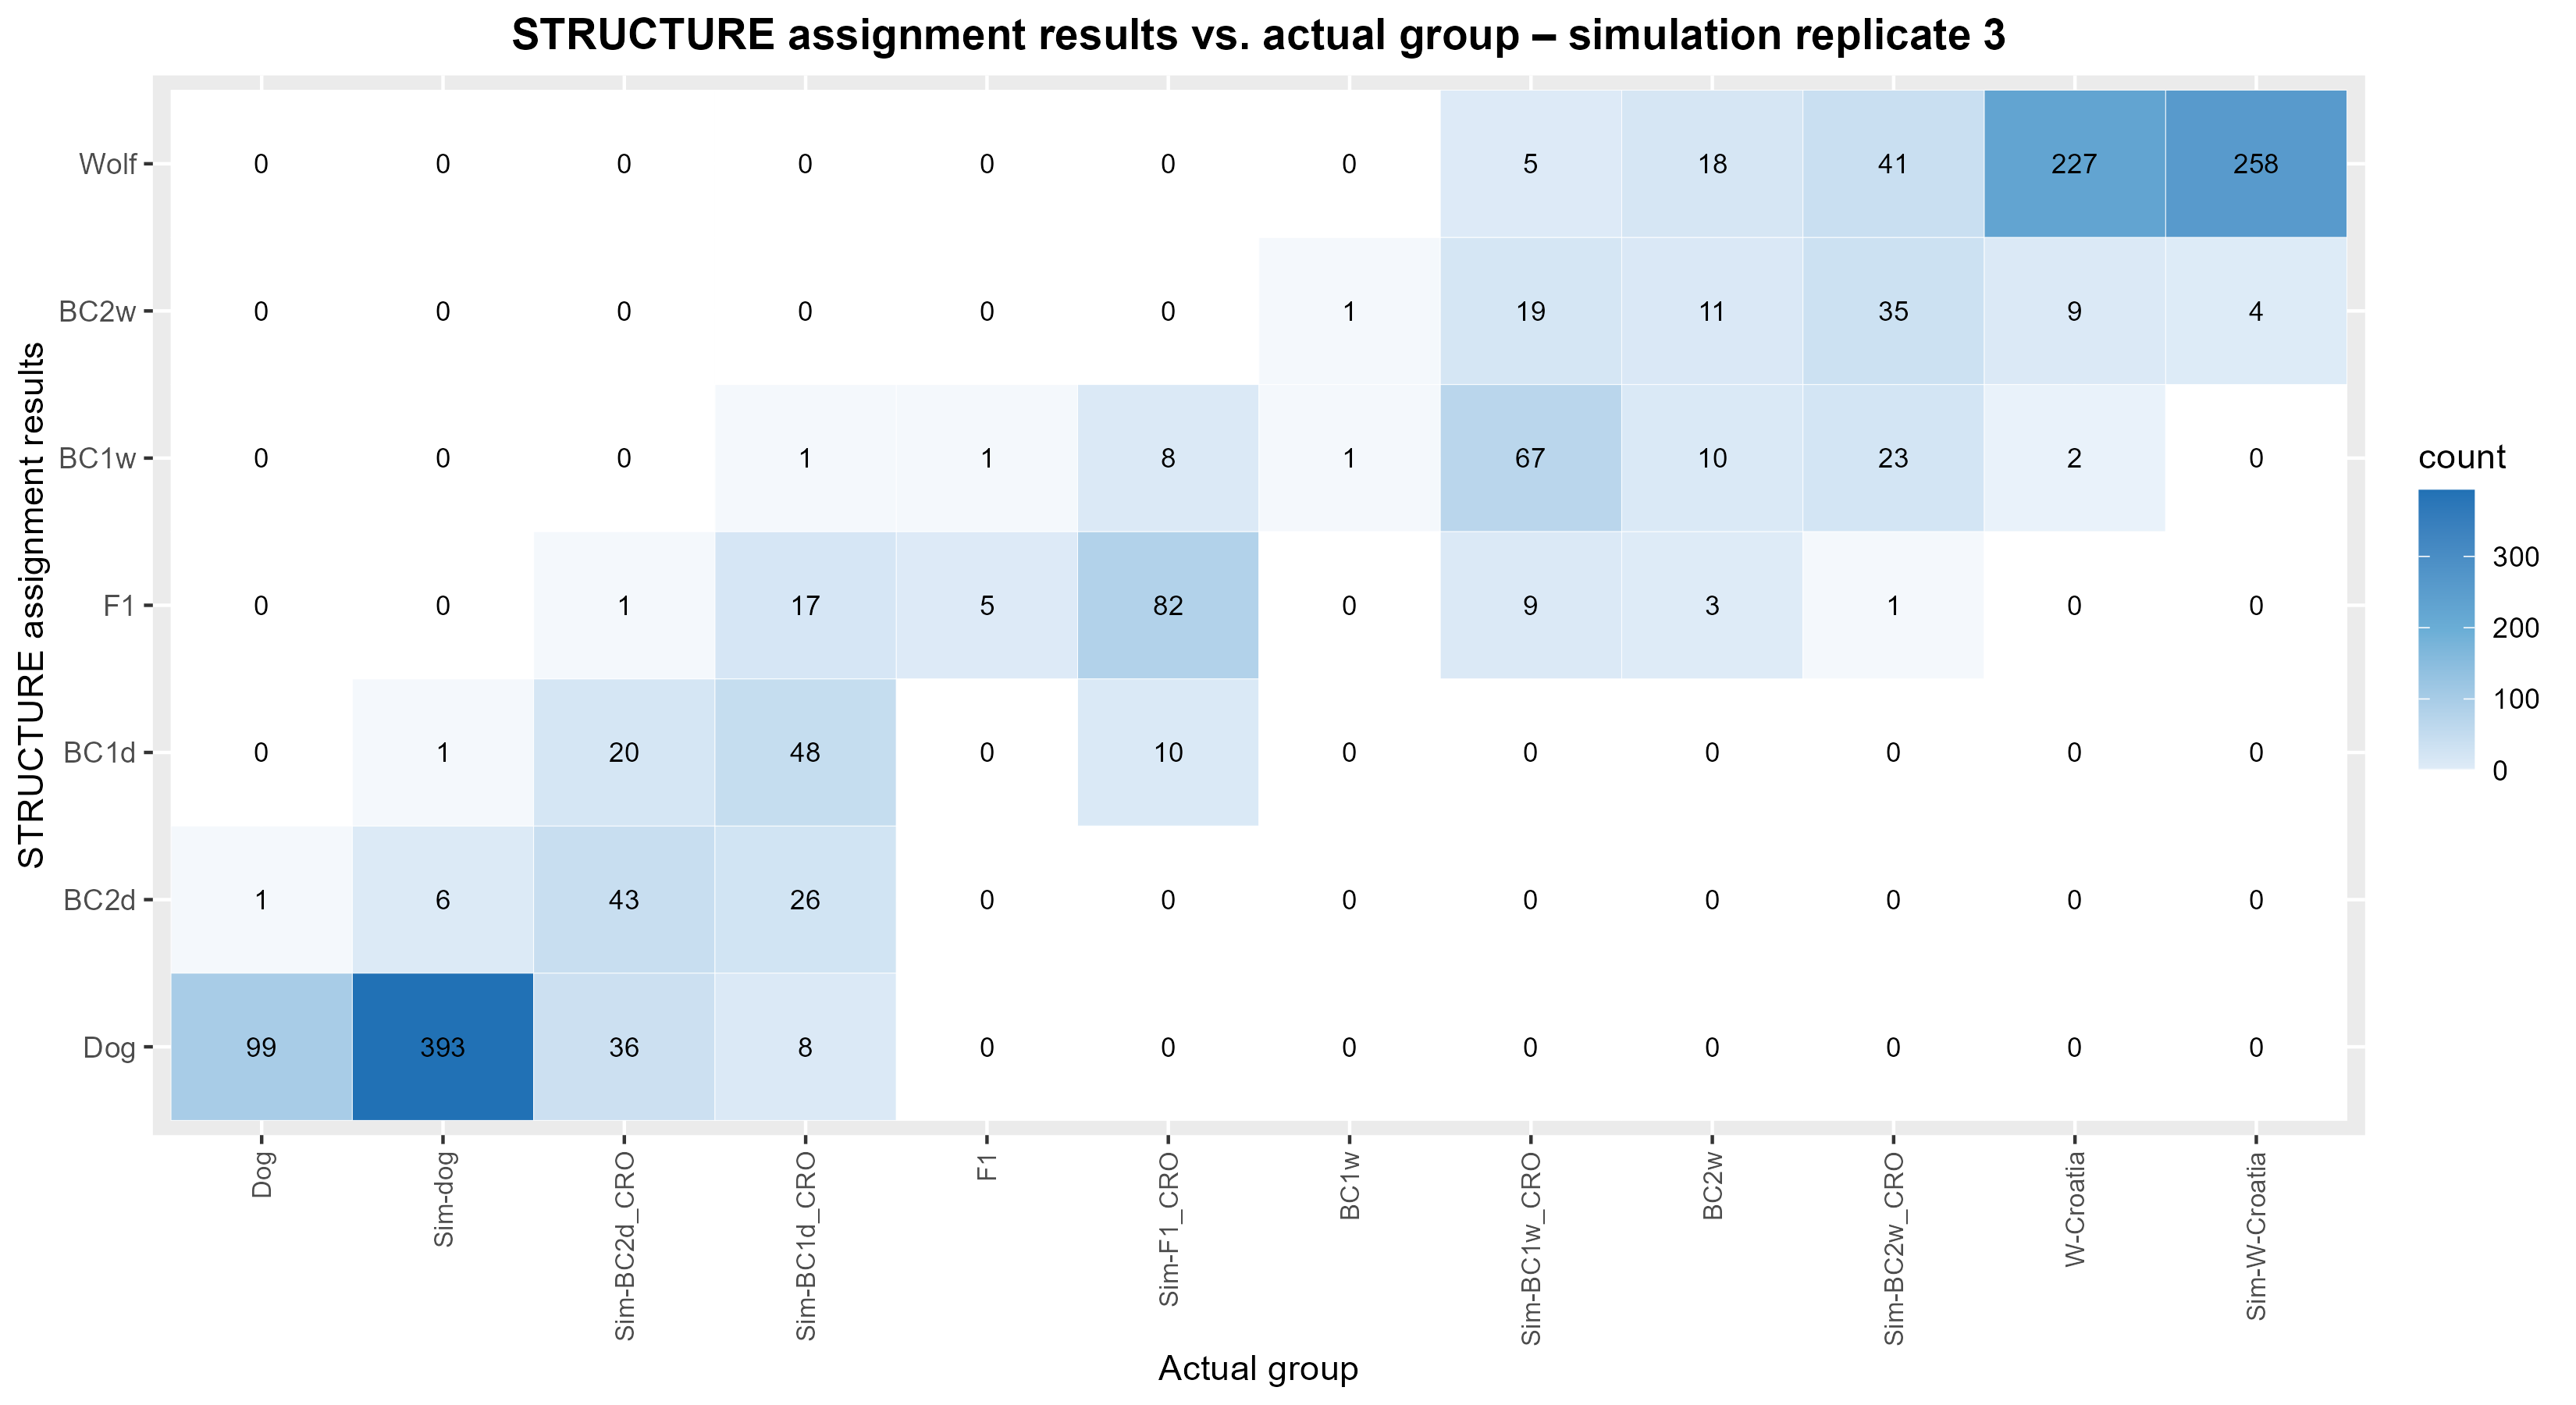 STRUCTURE assignment results vs. actual group – simulation replicate 3
STRUCTURE assignment results
Wolf 0 0 0 0 0 0 0 5 18 41 227 258
BC2w 0 0 0 0 0 0 1 19 11 35 9 4
BC1w 0 0 0 1 1 8 1 67 10 23 2 0
F1 0 0 1 17 5 82 0 9 3 1 0 0
BC1d 0 1 20 48 0 10 0 0 0 0 0 0
BC2d 1 6 43 26 0 0 0 0 0 0 0 0
Dog 99 393 36 8 0 0 0 0 0 0 0 0
Dog
Sim-dog
Sim-BC2d_CRO
Sim-BC1d_CRO
F1
Sim-F1_CRO
BC1w
Sim-BC1w_CRO
BC2w
Sim-BC2w_CRO
W-Croatia
Sim-W-Croatia
Actual group
count
300
200
100
0